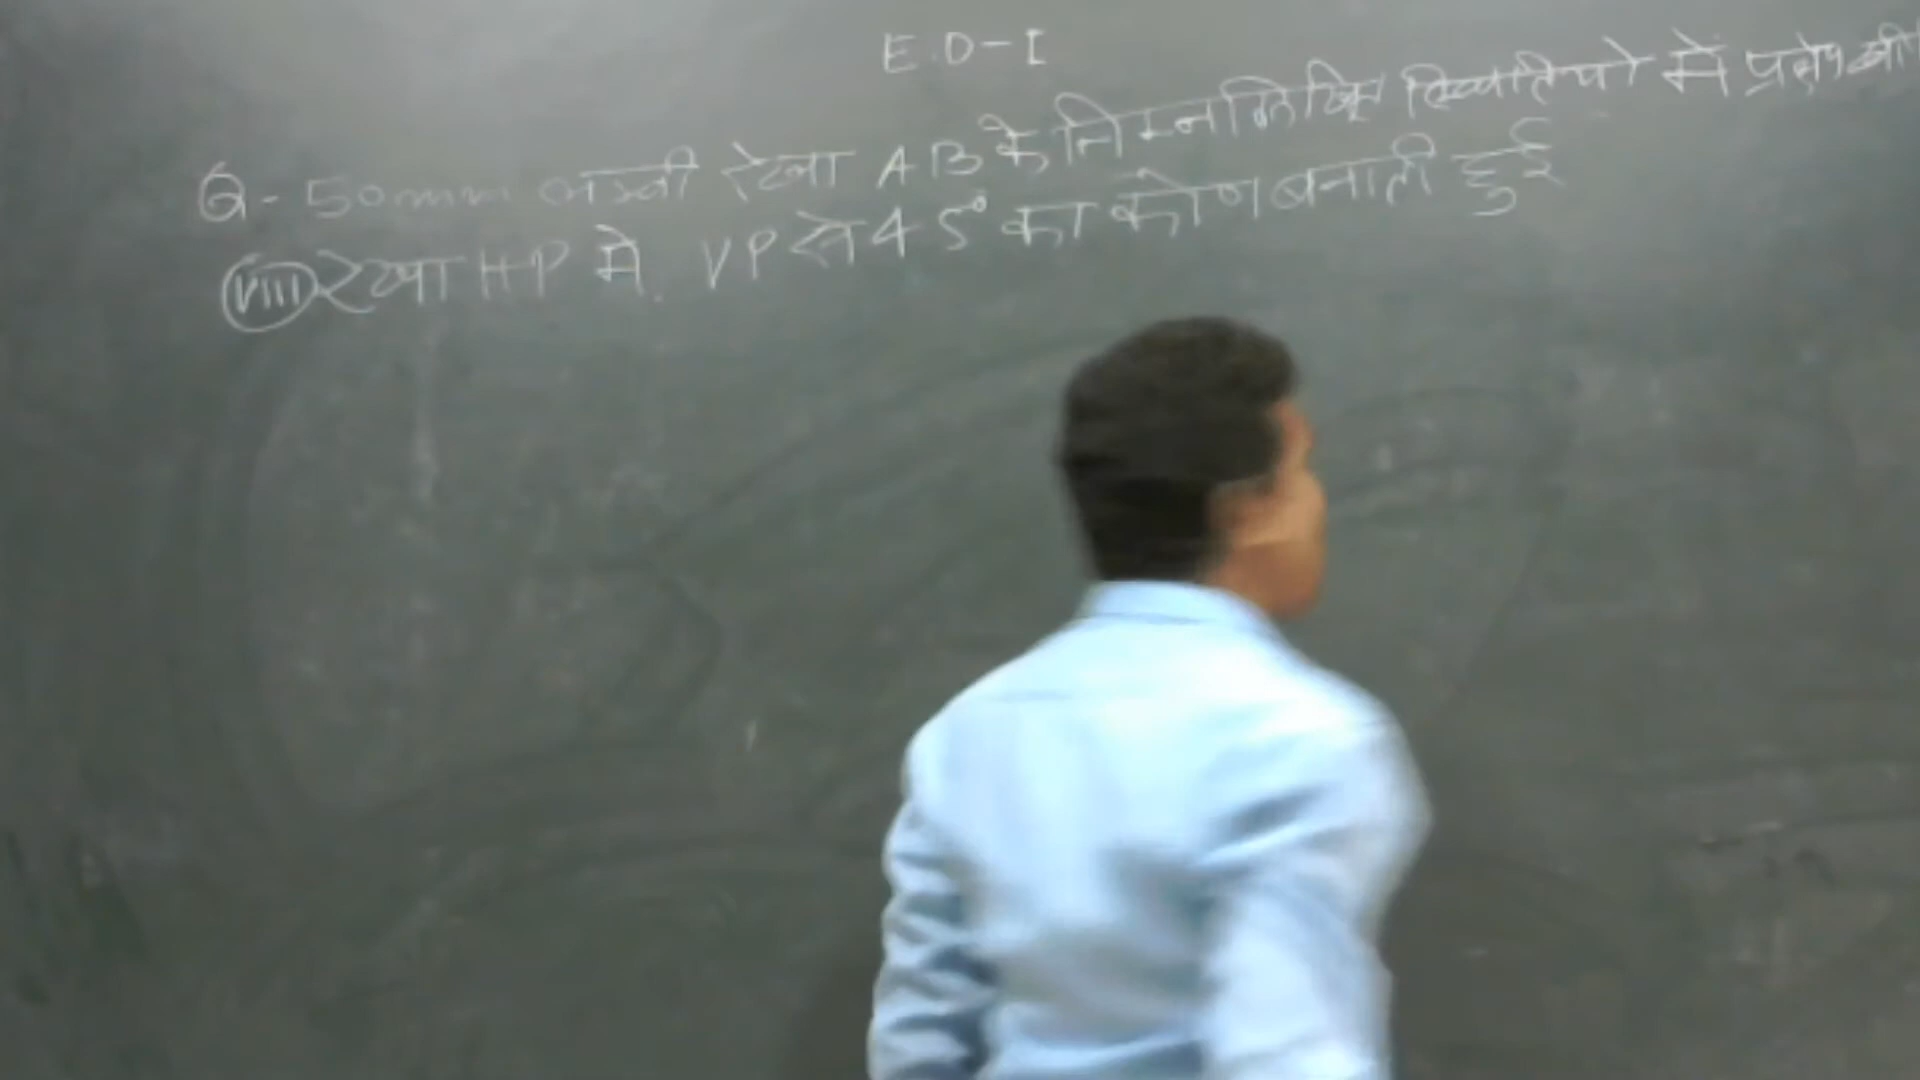 E.D-I
Q- 50mm लम्बी रेखा AB के निम्नलिखित स्थितियो में प्रक्षेप खी
(VIII) रेखा HP में. VP से 45° का कोण बनाती हुई